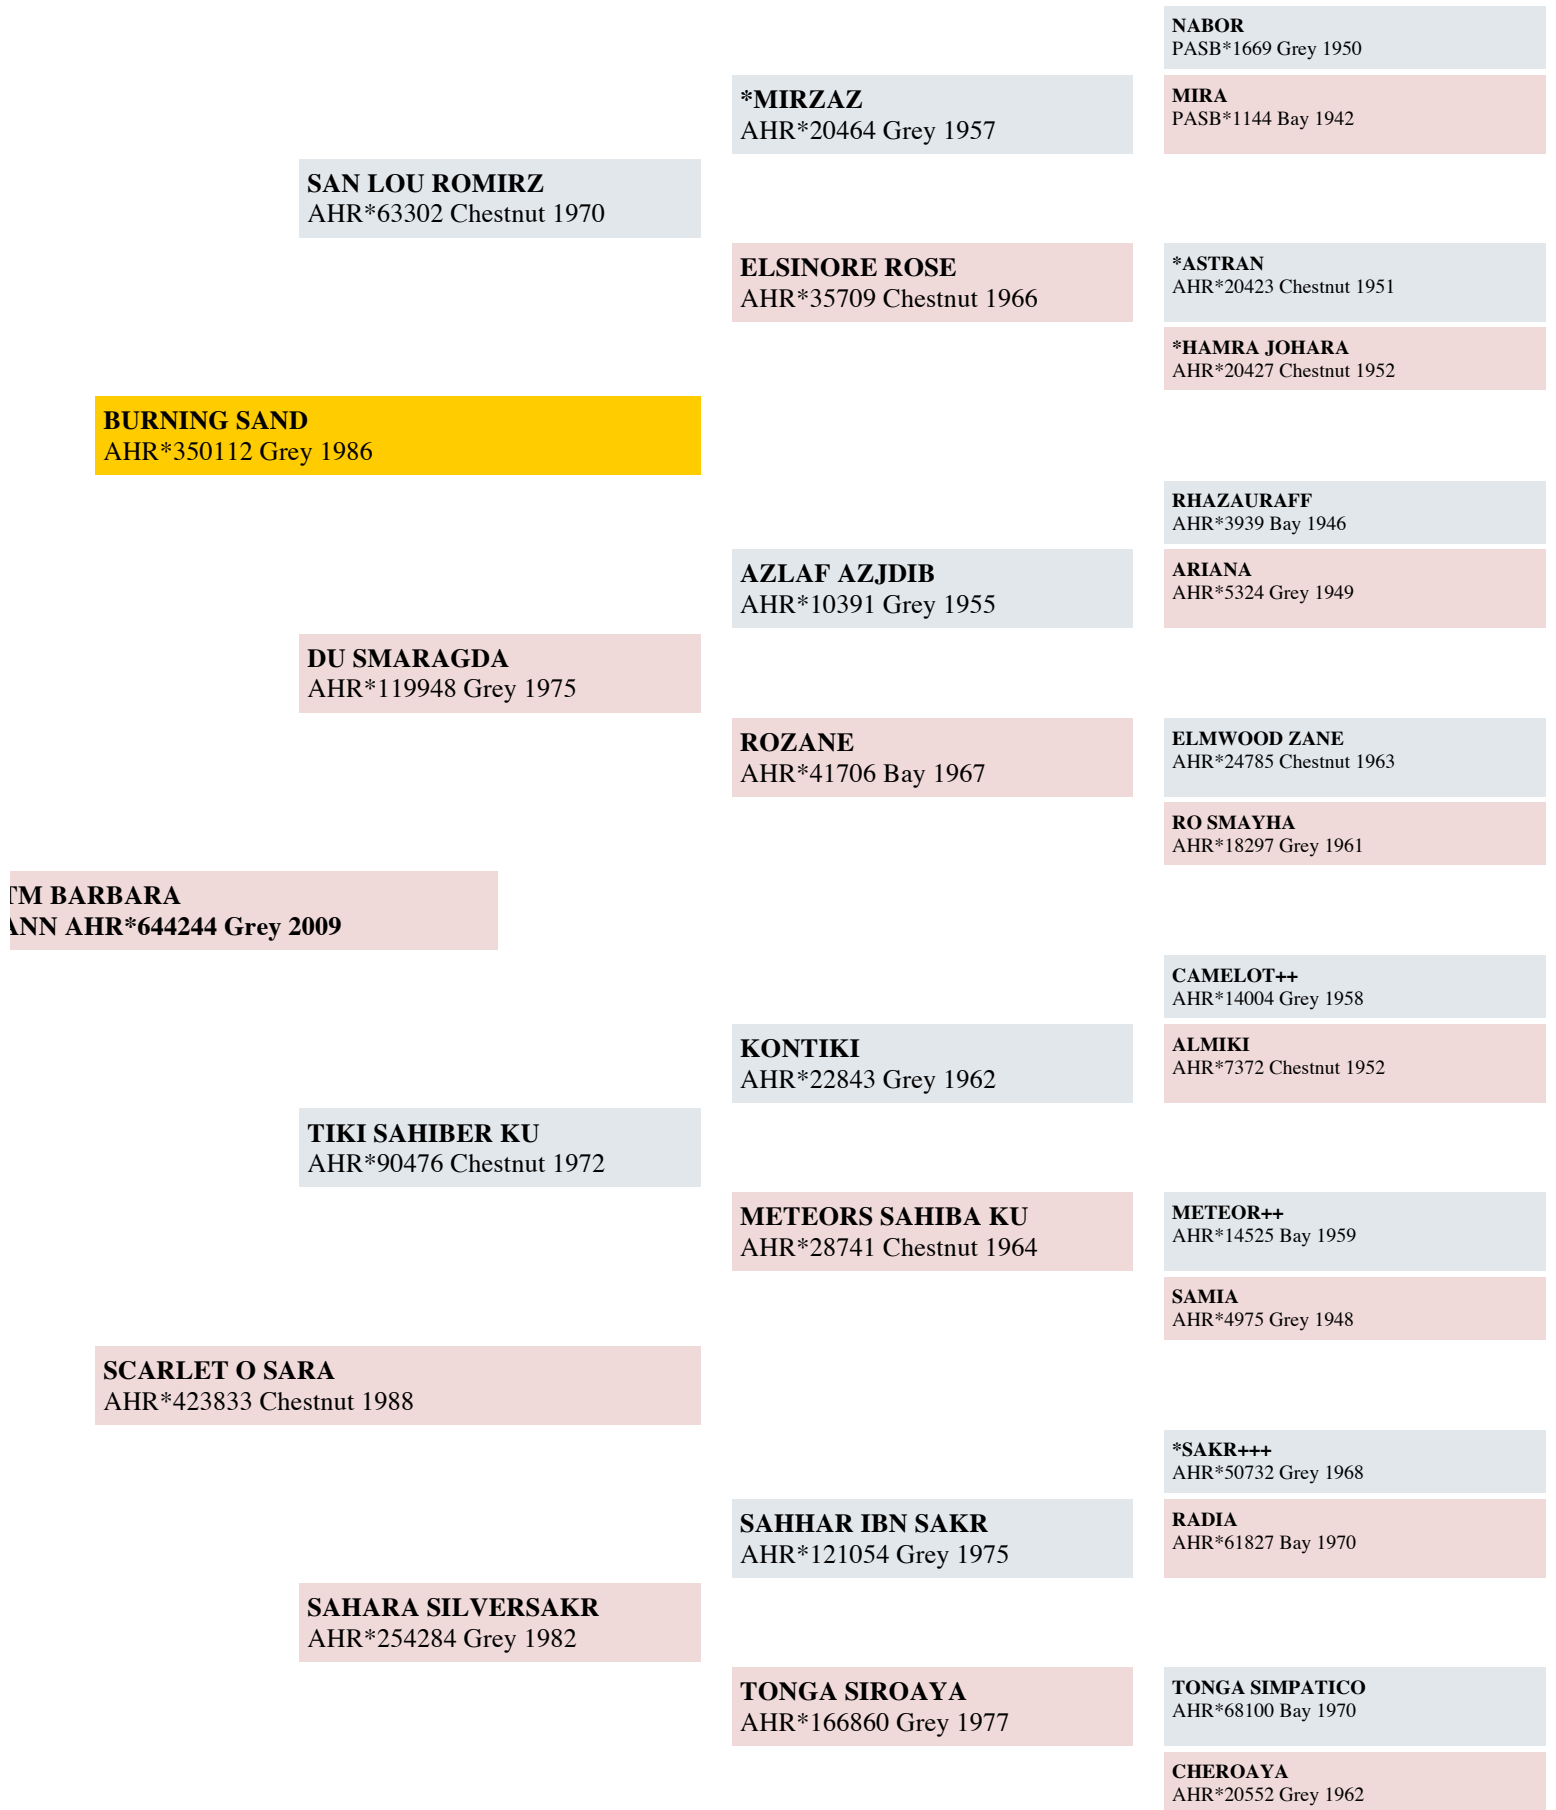 NABOR
PASB*1669 Grey 1950
*MIRZAZ
AHR*20464 Grey 1957
MIRA
PASB*1144 Bay 1942
SAN LOU ROMIRZ
AHR*63302 Chestnut 1970
ELSINORE ROSE
AHR*35709 Chestnut 1966
*ASTRAN
AHR*20423 Chestnut 1951
*HAMRA JOHARA
AHR*20427 Chestnut 1952
BURNING SAND
AHR*350112 Grey 1986
RHAZAURAFF
AHR*3939 Bay 1946
AZLAF AZJDIB
AHR*10391 Grey 1955
ARIANA
AHR*5324 Grey 1949
DU SMARAGDA
AHR*119948 Grey 1975
ROZANE
AHR*41706 Bay 1967
ELMWOOD ZANE
AHR*24785 Chestnut 1963
RO SMAYHA
AHR*18297 Grey 1961
TM BARBARA
ANN AHR*644244 Grey 2009
CAMELOT++
AHR*14004 Grey 1958
KONTIKI
AHR*22843 Grey 1962
ALMIKI
AHR*7372 Chestnut 1952
TIKI SAHIBER KU
AHR*90476 Chestnut 1972
METEORS SAHIBA KU
AHR*28741 Chestnut 1964
METEOR++
AHR*14525 Bay 1959
SAMIA
AHR*4975 Grey 1948
SCARLET O SARA
AHR*423833 Chestnut 1988
*SAKR+++
AHR*50732 Grey 1968
SAHHAR IBN SAKR
AHR*121054 Grey 1975
RADIA
AHR*61827 Bay 1970
SAHARA SILVERSAKR
AHR*254284 Grey 1982
TONGA SIROAYA
AHR*166860 Grey 1977
TONGA SIMPATICO
AHR*68100 Bay 1970
CHEROAYA
AHR*20552 Grey 1962